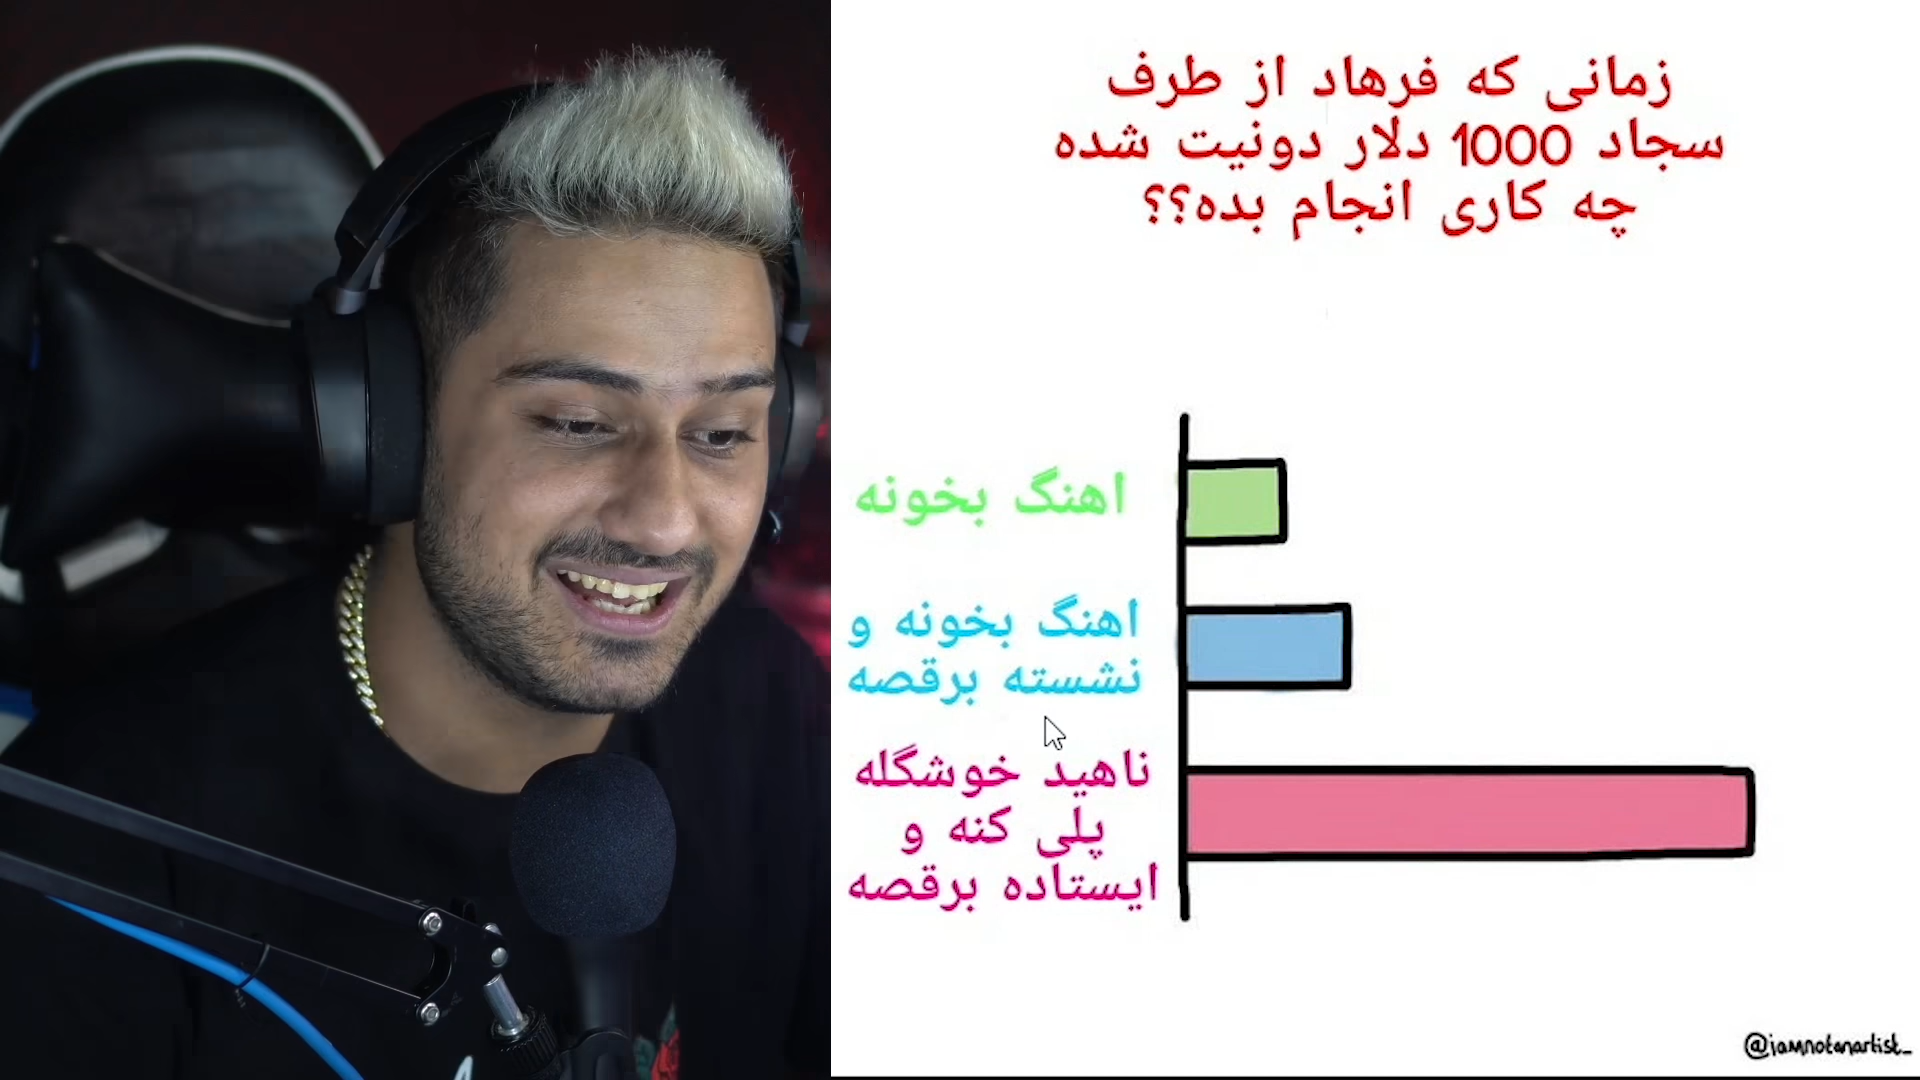 زمانی که فرهاد از طرف
سجاد 1000 دلار دونیت شده
چه کاری انجام بده؟؟
اهنگ بخونه
اهنگ بخونه و
نشسته برقصه
ناهید خوشگله
پلی کنه و
ایستاده برقصه
@iamnotanartist_